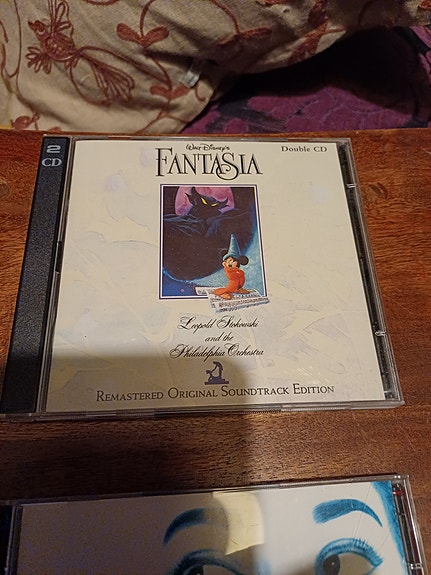 2
CD
Walt Disney's
Double CD
FANTASIA
Leopold Stokowski
and the
Philadelphia Orchestra
REMASTERED ORIGINAL SOUNDTRACK EDITION